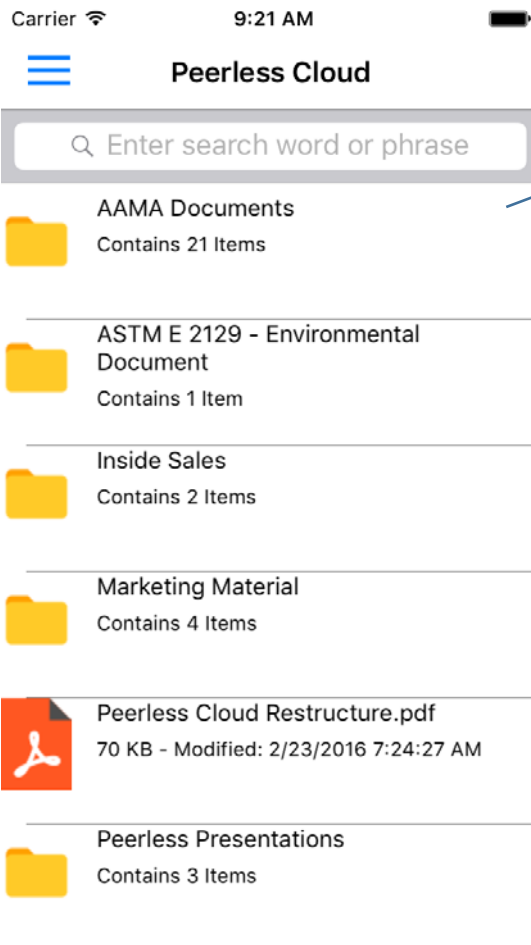 Carrier 9:21 AM
Peerless Cloud
Enter search word or phrase
AAMA Documents
Contains 21 Items
ASTM E 2129 - Environmental
Document
Contains 1 Item
Inside Sales
Contains 2 Items
Marketing Material
Contains 4 Items
Peerless Cloud Restructure.pdf
70 KB - Modified: 2/23/2016 7:24:27 AM
Peerless Presentations
Contains 3 Items